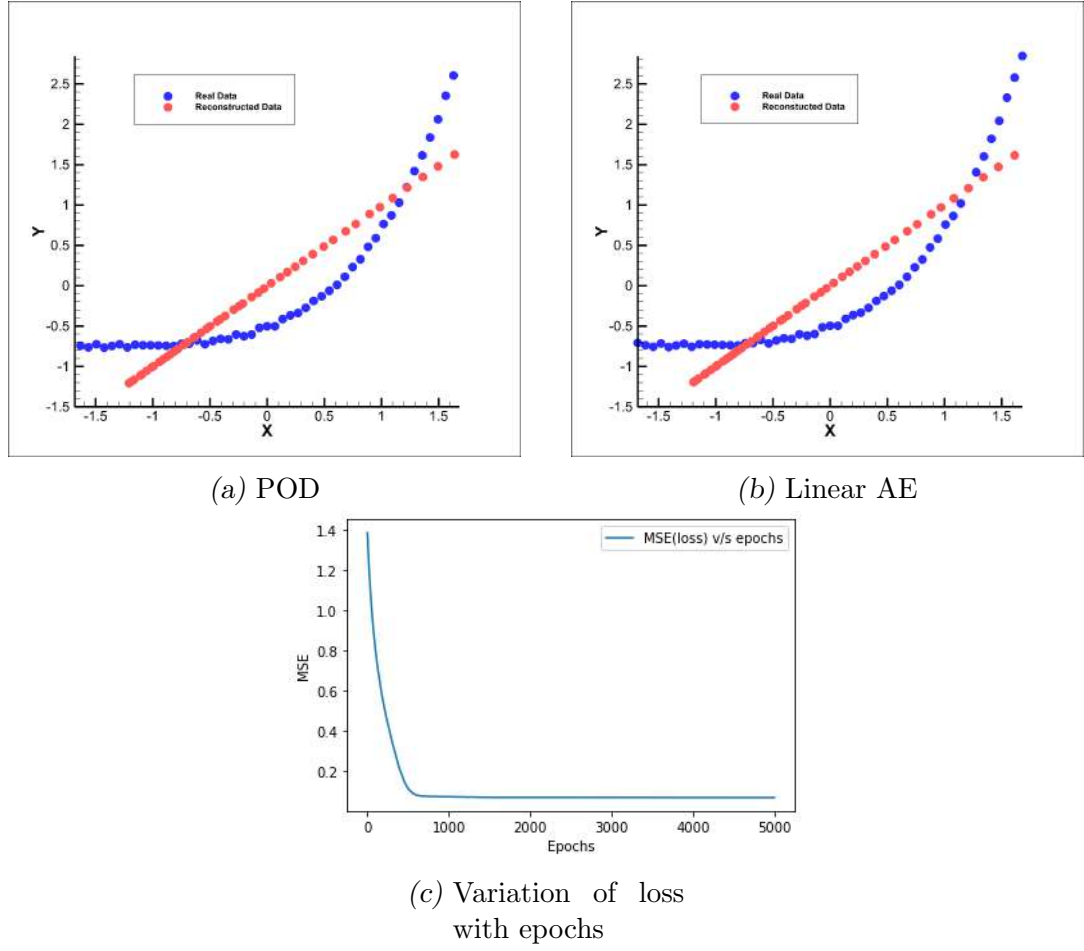 2.5
2
1.5
1
0.5
0
-0.5
-1
-1.5
Y
Real Data
Reconstructed Data
-1.5 -1 -0.5 0 0.5 1 1.5
X
(a) POD
2.5
2
1.5
1
0.5
0
-0.5
-1
-1.5
Y
Real Data
Reconstucted Data
-1.5 -1 -0.5 0 0.5 1 1.5
X
(b) Linear AE
1.4
1.2
1.0
0.8
0.6
0.4
0.2
MSE
MSE(loss) v/s epochs
0 1000 2000 3000 4000 5000
Epochs
(c) Variation of loss
with epochs